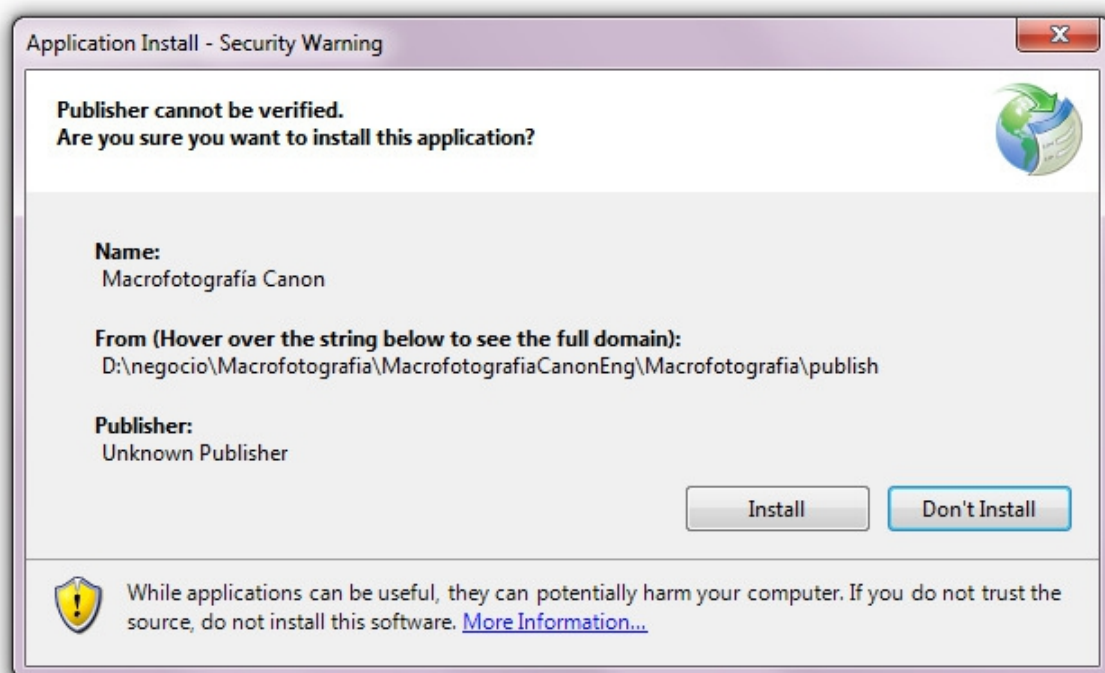 Application Install - Security Warning
Publisher cannot be verified.
Are you sure you want to install this application?
Name:
Macrofotografía Canon
From (Hover over the string below to see the full domain):
D:\negocio\Macrofotografia\MacrofotografiaCanonEng\Macrofotografia\publish
Publisher:
Unknown Publisher
Install Don't Install
While applications can be useful, they can potentially harm your computer. If you do not trust the
source, do not install this software. More Information...